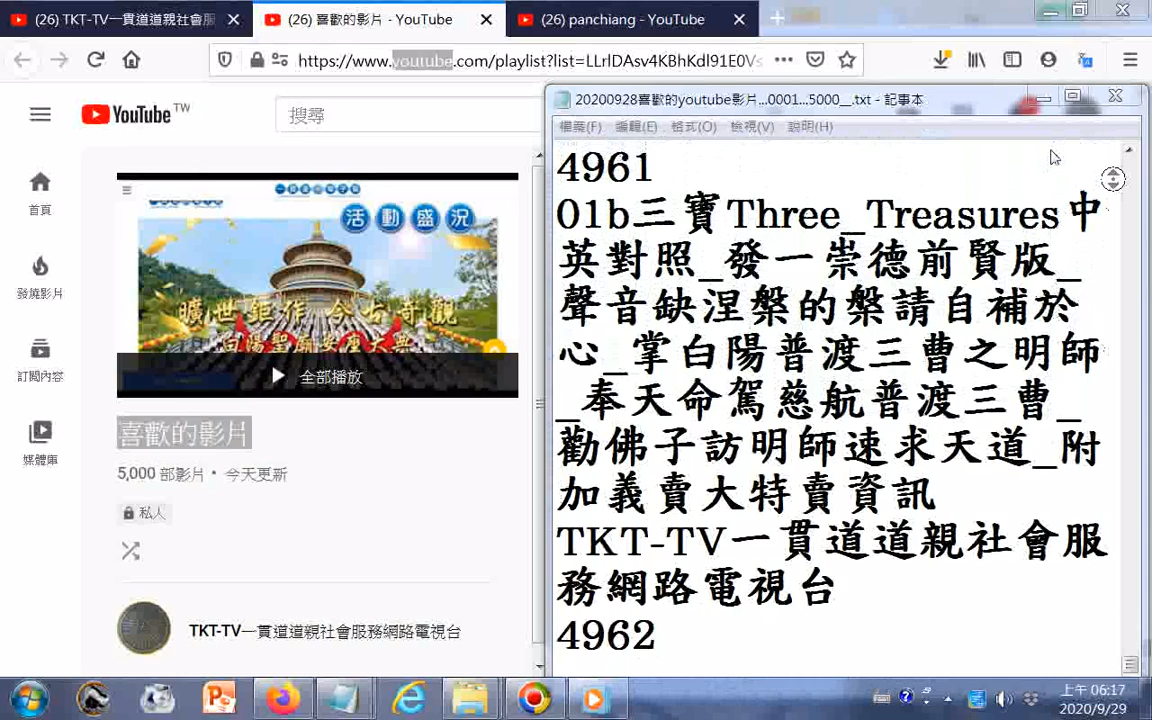 (26) TKT-TV一貫道道親社會服
(26) 喜歡的影片 - YouTube
(26) panchiang - YouTube
https://www.youtube.com/playlist?list=LLrlDAsv4KBhKdl91E0Vs
YouTube TW
搜尋
首頁
發燒影片
訂閱內容
媒體庫
活動盛況
曠世鉅作 今古奇觀
白陽聖廟安座大典
全部播放
喜歡的影片
5,000 部影片・今天更新
私人
TKT-TV一貫道道親社會服務網路電視台
20200928喜歡的youtube影片...0001...5000__.txt - 記事本
檔案(F) 編輯(E) 格式(O) 檢視(V) 說明(H)
4961
01b三寶Three_Treasures中
英對照_發一崇德前賢版_
聲音缺涅槃的槃請自補於
心_掌白陽普渡三曹之明師
_奉天命駕慈航普渡三曹_
勸佛子訪明師速求天道_附
加義賣大特賣資訊
TKT-TV一貫道道親社會服
務網路電視台
4962
上午 06:17
2020/9/29